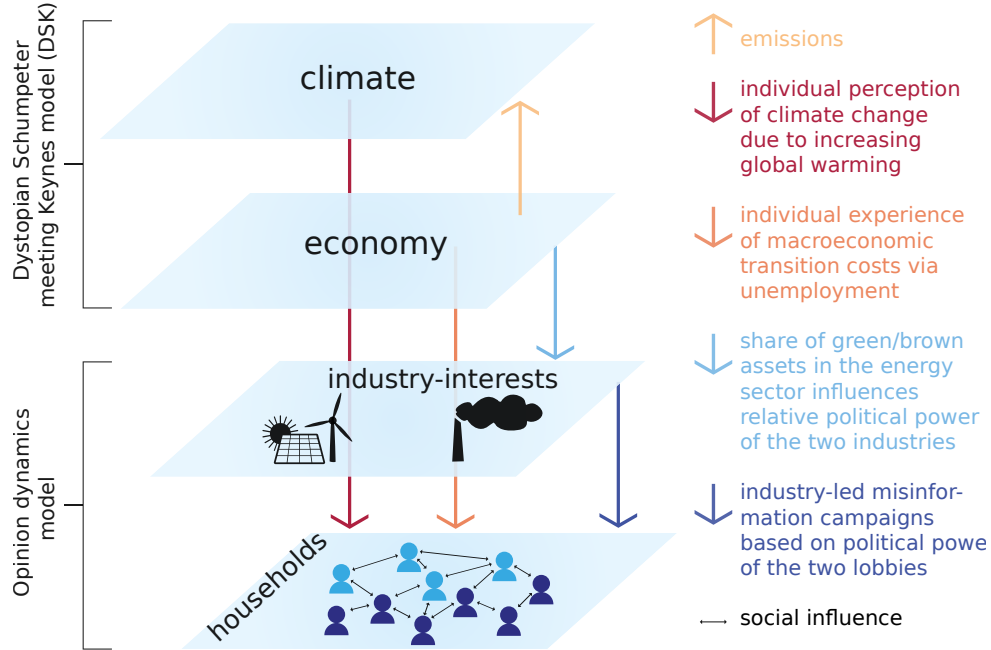 Dystopian Schumpeter
meeting Keynes model (DSK)
Opinion dynamics
model
climate
economy
industry-interests
households
emissions
individual perception
of climate change
due to increasing
global warming
individual experience
of macroeconomic
transition costs via
unemployment
share of green/brown
assets in the energy
sector influences
relative political power
of the two industries
industry-led misinfor-
mation campaigns
based on political powe
of the two lobbies
social influence